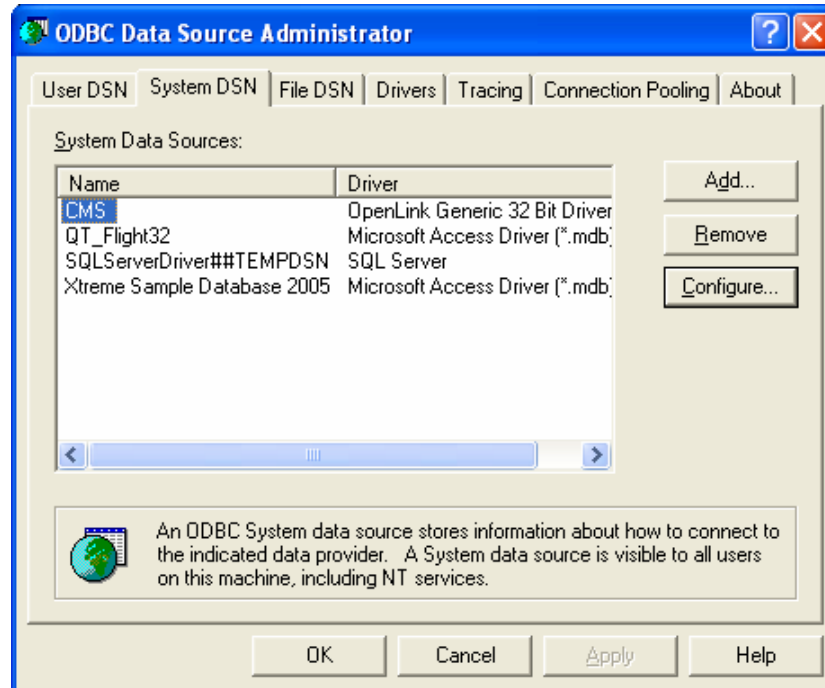 ODBC Data Source Administrator
User DSN System DSN File DSN Drivers Tracing Connection Pooling About
System Data Sources:
Name Driver
CMS OpenLink Generic 32 Bit Driver
QT_Flight32 Microsoft Access Driver (*.mdb)
SQLServerDriver##TEMPDSN SQL Server
Xtreme Sample Database 2005 Microsoft Access Driver (*.mdb)
Add...
Remove
Configure...
An ODBC System data source stores information about how to connect to
the indicated data provider. A System data source is visible to all users
on this machine, including NT services.
OK Cancel Apply Help